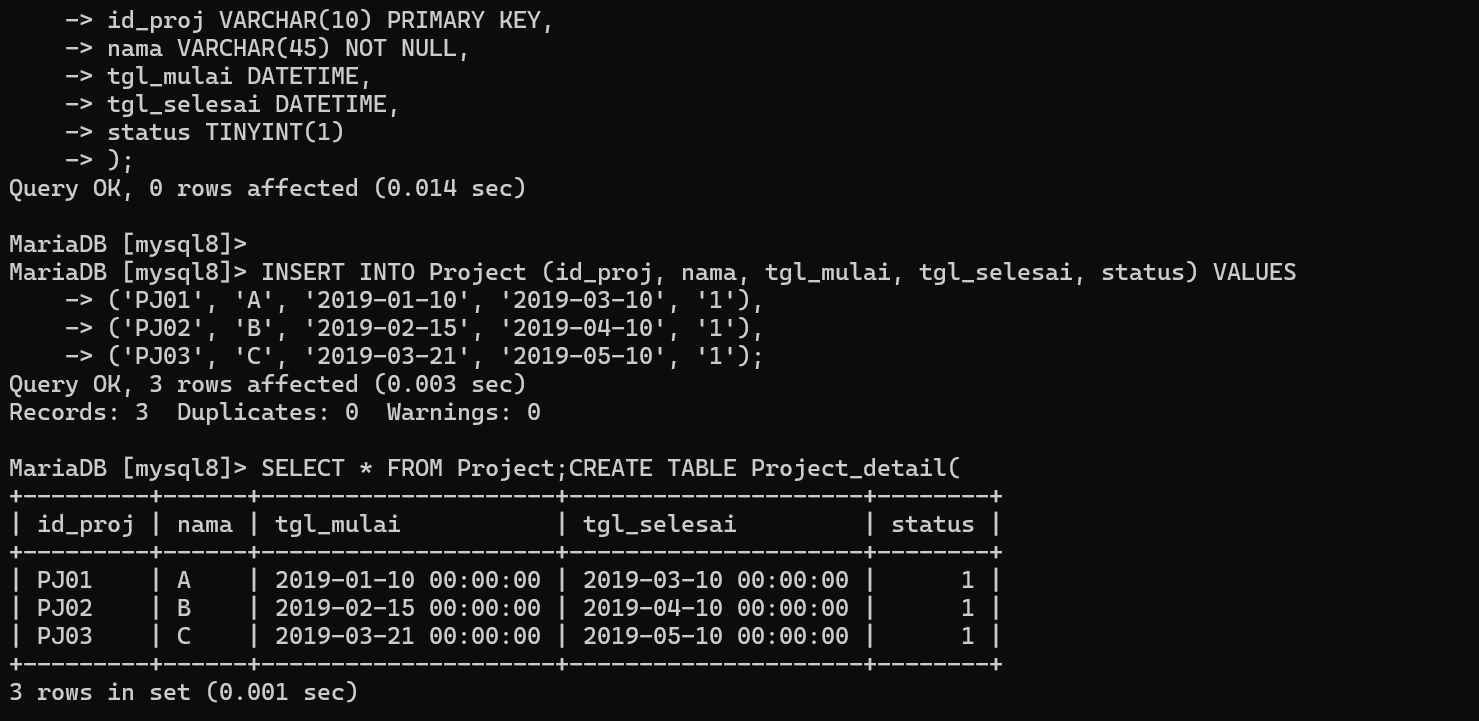 -> id_proj VARCHAR(10) PRIMARY KEY,
    -> nama VARCHAR(45) NOT NULL,
    -> tgl_mulai DATETIME,
    -> tgl_selesai DATETIME,
    -> status TINYINT(1)
    -> );
Query OK, 0 rows affected (0.014 sec)

MariaDB [mysql8]>
MariaDB [mysql8]> INSERT INTO Project (id_proj, nama, tgl_mulai, tgl_selesai, status) VALUES
    -> ('PJ01', 'A', '2019-01-10', '2019-03-10', '1'),
    -> ('PJ02', 'B', '2019-02-15', '2019-04-10', '1'),
    -> ('PJ03', 'C', '2019-03-21', '2019-05-10', '1');
Query OK, 3 rows affected (0.003 sec)
Records: 3  Duplicates: 0  Warnings: 0

MariaDB [mysql8]> SELECT * FROM Project;CREATE TABLE Project_detail(
+---------+------+---------------------+---------------------+--------+
| id_proj | nama | tgl_mulai           | tgl_selesai         | status |
+---------+------+---------------------+---------------------+--------+
| PJ01    | A    | 2019-01-10 00:00:00 | 2019-03-10 00:00:00 |      1 |
| PJ02    | B    | 2019-02-15 00:00:00 | 2019-04-10 00:00:00 |      1 |
| PJ03    | C    | 2019-03-21 00:00:00 | 2019-05-10 00:00:00 |      1 |
+---------+------+---------------------+---------------------+--------+
3 rows in set (0.001 sec)